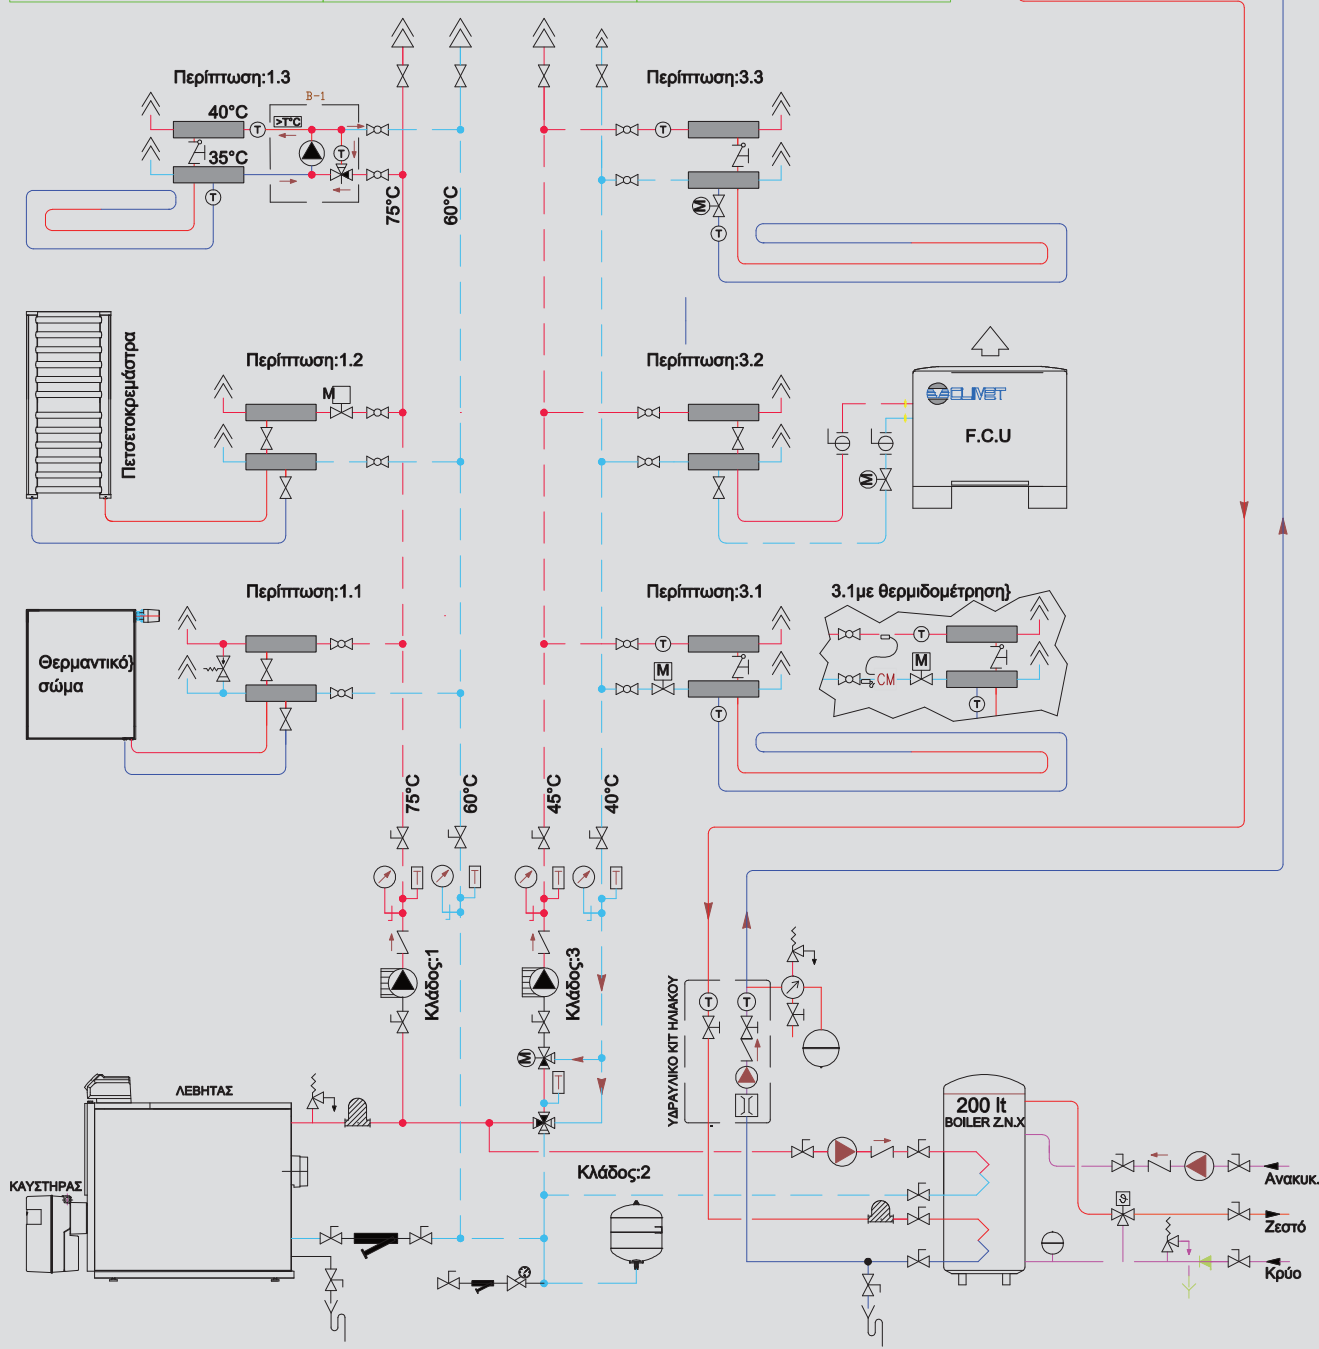 Περίπτωση:1.3
Περίπτωση:3.3
B-1
40°C
>T°C
T
T
35°C
T
T
T
75°C
60°C
M
T
Πετσετοκρεμάστρα
Περίπτωση:1.2
Περίπτωση:3.2
M
CLIVET
F.C.U
M
Περίπτωση:1.1
Περίπτωση:3.1
3.1με θερμιδομέτρηση}
Θερμαντικό}
σώμα
T
M
T
T
M
CM
T
75°C
60°C
45°C
40°C
T
T
T
T
Κλάδος:1
Κλάδος:3
ΥΔΡΑΥΛΙΚΟ ΚΙΤ ΗΛΙΑΚΟΥ
T
T
M
T
ΛΕΒΗΤΑΣ
200 lt
BOILER Ζ.Ν.Χ
Κλάδος:2
ΚΑΥΣΤΗΡΑΣ
Ανακυκ.
θ
Ζεστό
Κρύο